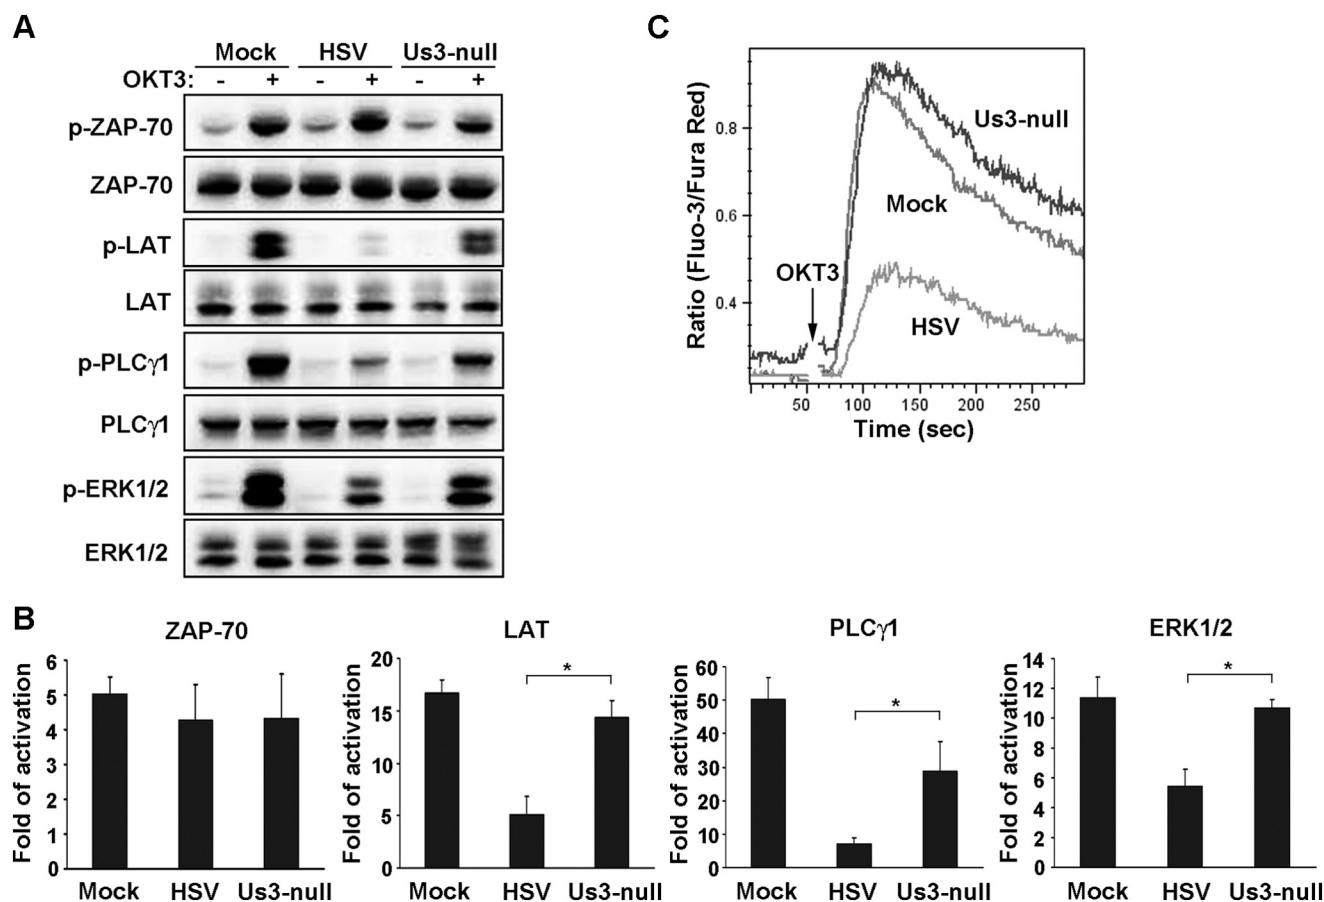 A
Mock HSV Us3-null
OKT3: - + - + - +
p-ZAP-70
ZAP-70
p-LAT
LAT
p-PLCγ1
PLCγ1
p-ERK1/2
ERK1/2
C
Ratio (Fluo-3/Fura Red)
0.8
0.6
0.4
Us3-null
Mock
OKT3
HSV
50 100 150 200 250
Time (sec)
B
ZAP-70
Fold of activation
6
5
4
3
2
1
0
Mock HSV Us3-null
LAT
Fold of activation
20
15
10
5
0
*
Mock HSV Us3-null
PLCγ1
Fold of activation
60
50
40
30
20
10
0
*
Mock HSV Us3-null
ERK1/2
Fold of activation
14
12
10
8
6
4
2
0
*
Mock HSV Us3-null